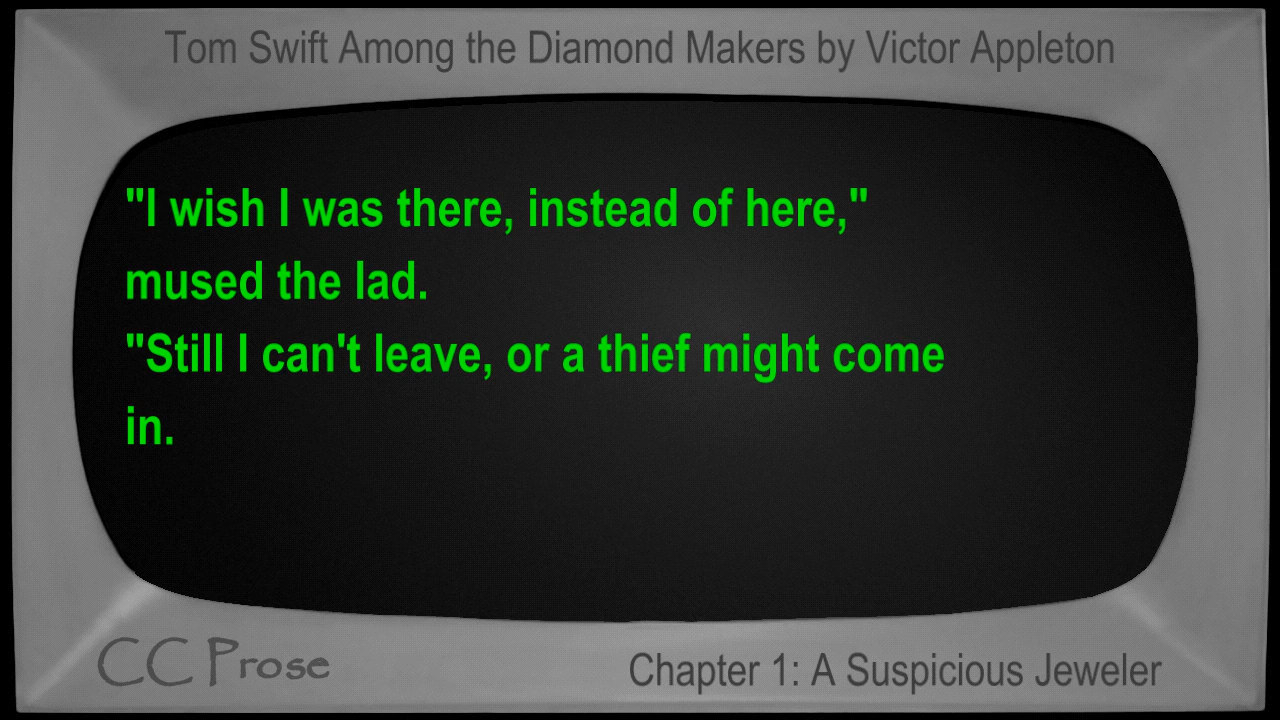 Tom Swift Among the Diamond Makers by Victor Appleton
"I wish I was there, instead of here,"
mused the lad.
"Still I can't leave, or a thief might come
in.
CC Prose
Chapter 1: A Suspicious Jeweler